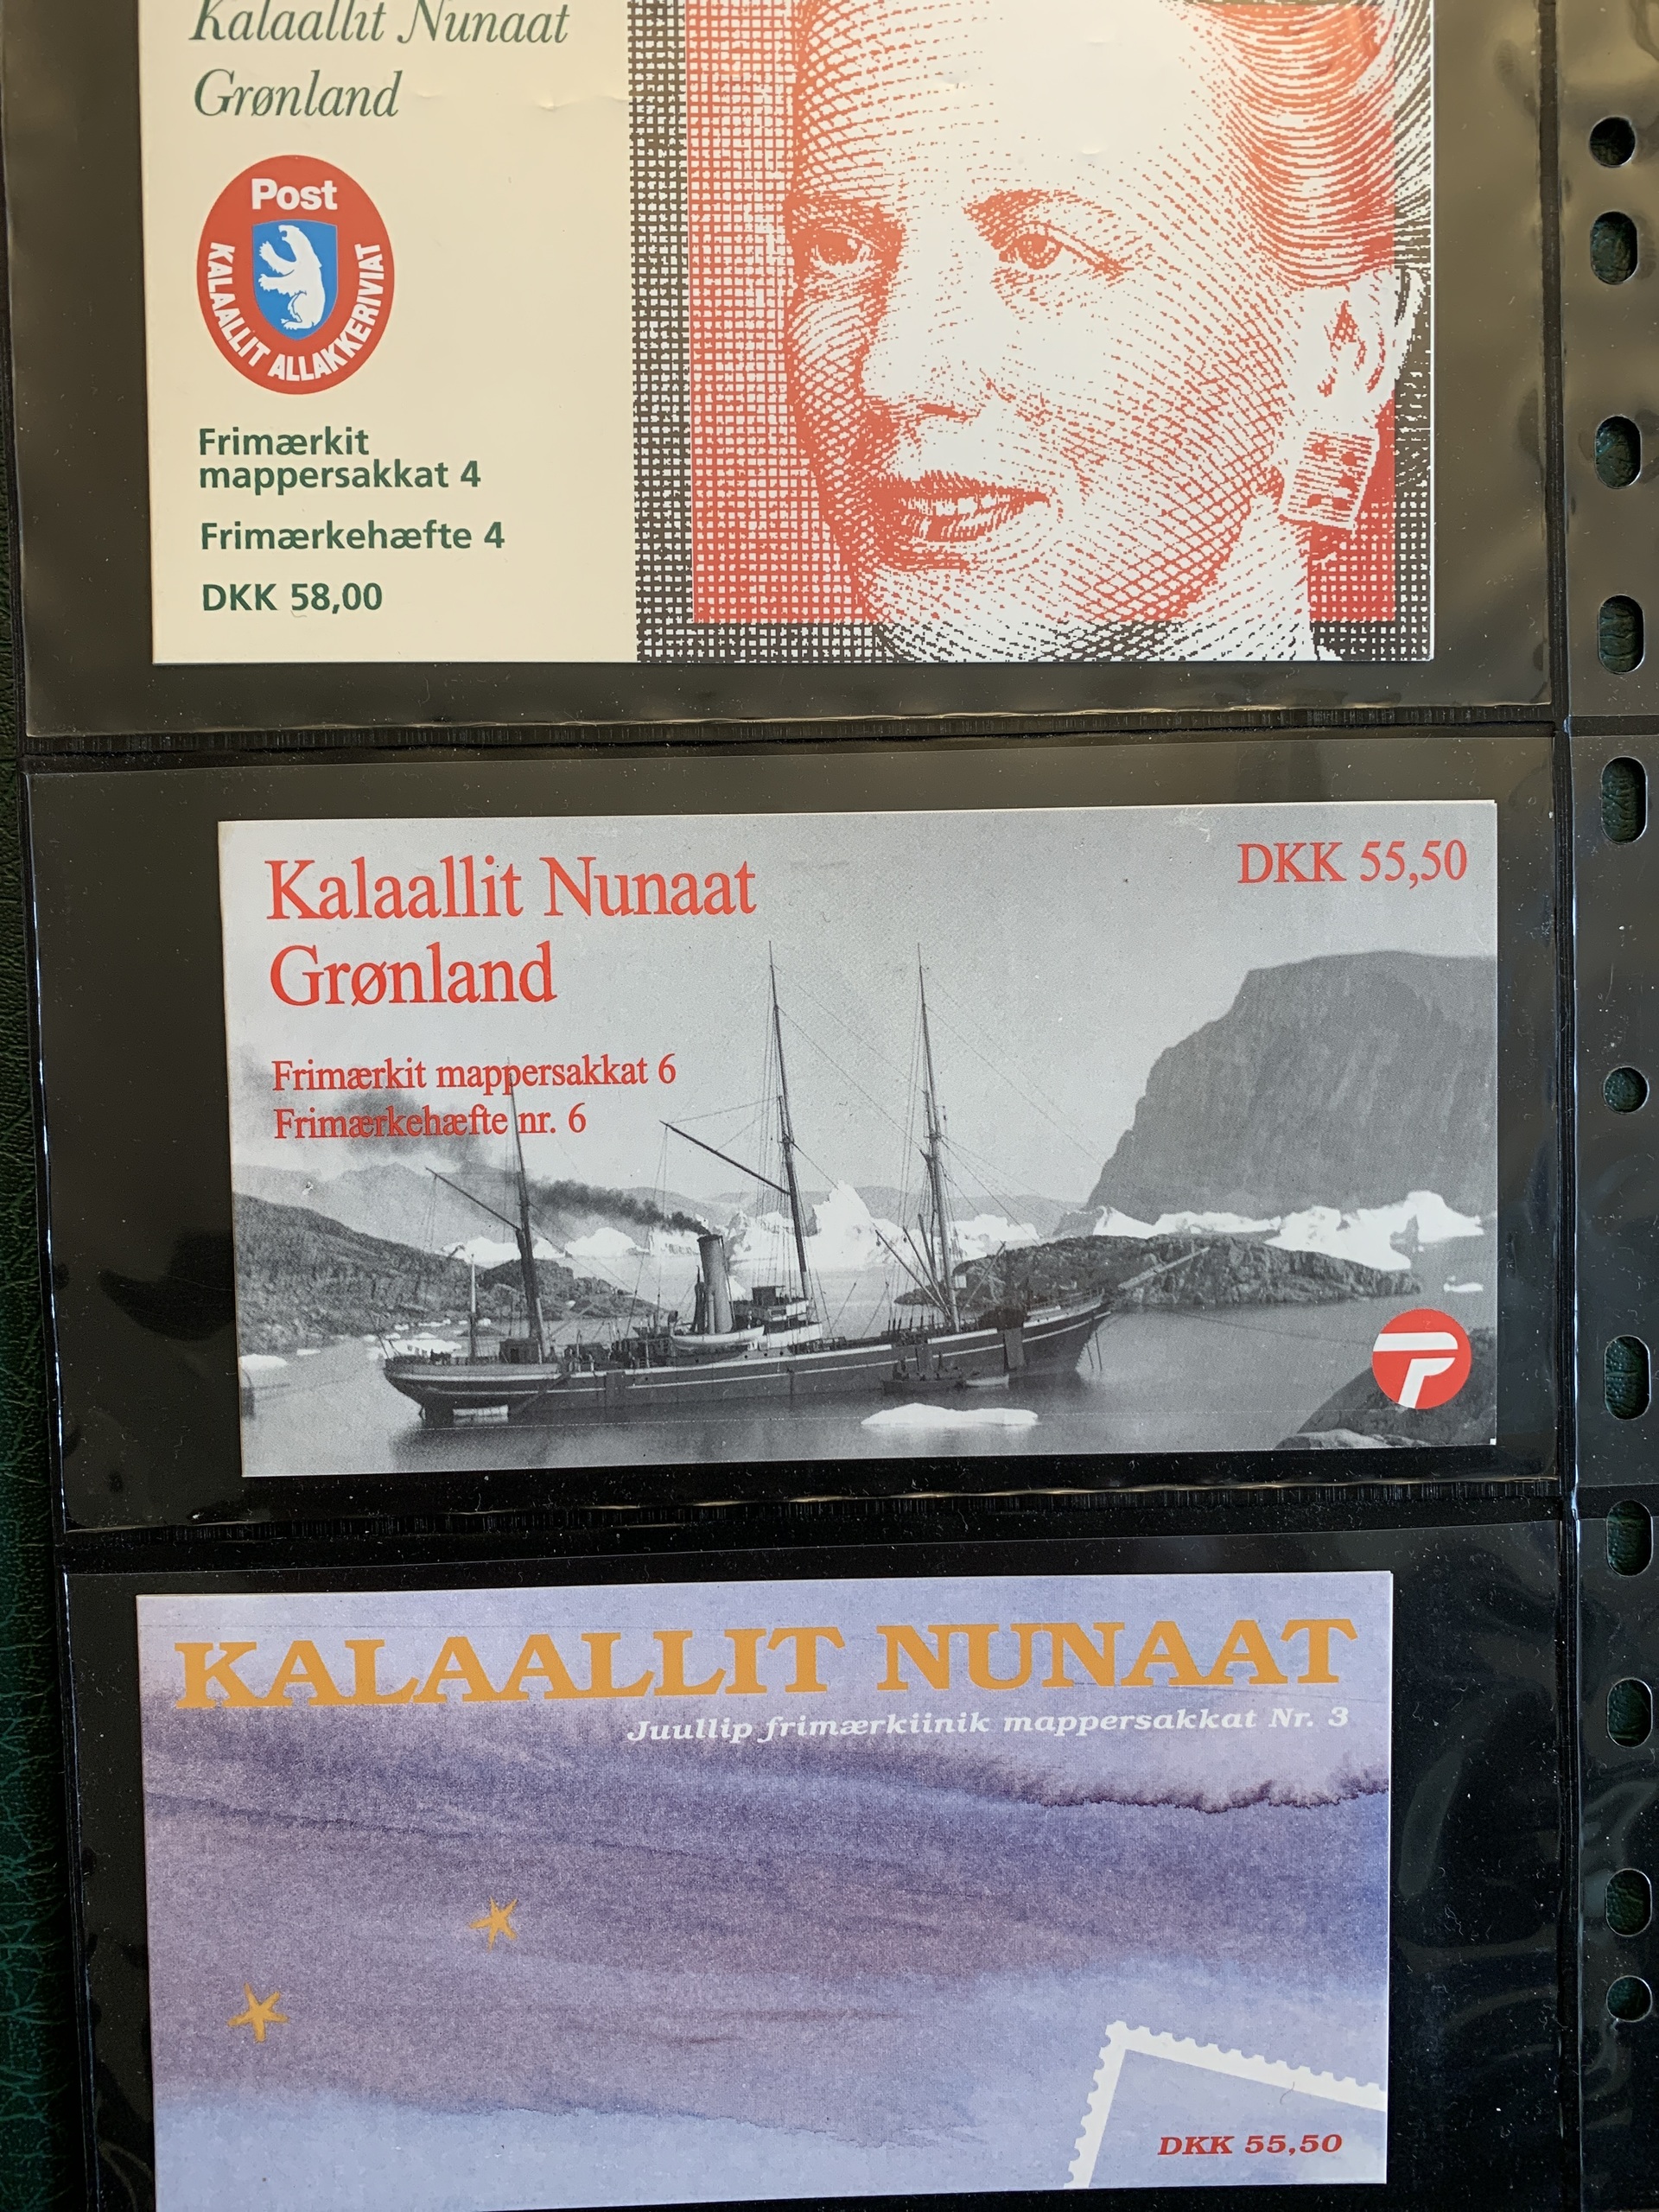 Kalaallit Nunaat
Grønland
Post
KALAALLIT ALLAKKERIVIAT
Frimærkit
mappersakkat 4
Frimærkehæfte 4
DKK 58,00
Kalaallit Nunaat
Grønland
DKK 55,50
Frimærkit mappersakkat 6
Frimærkehæfte nr. 6
P
KALAALLIT NUNAAT
Juullip frimærkiinik mappersakkat Nr. 3
DKK 55,50